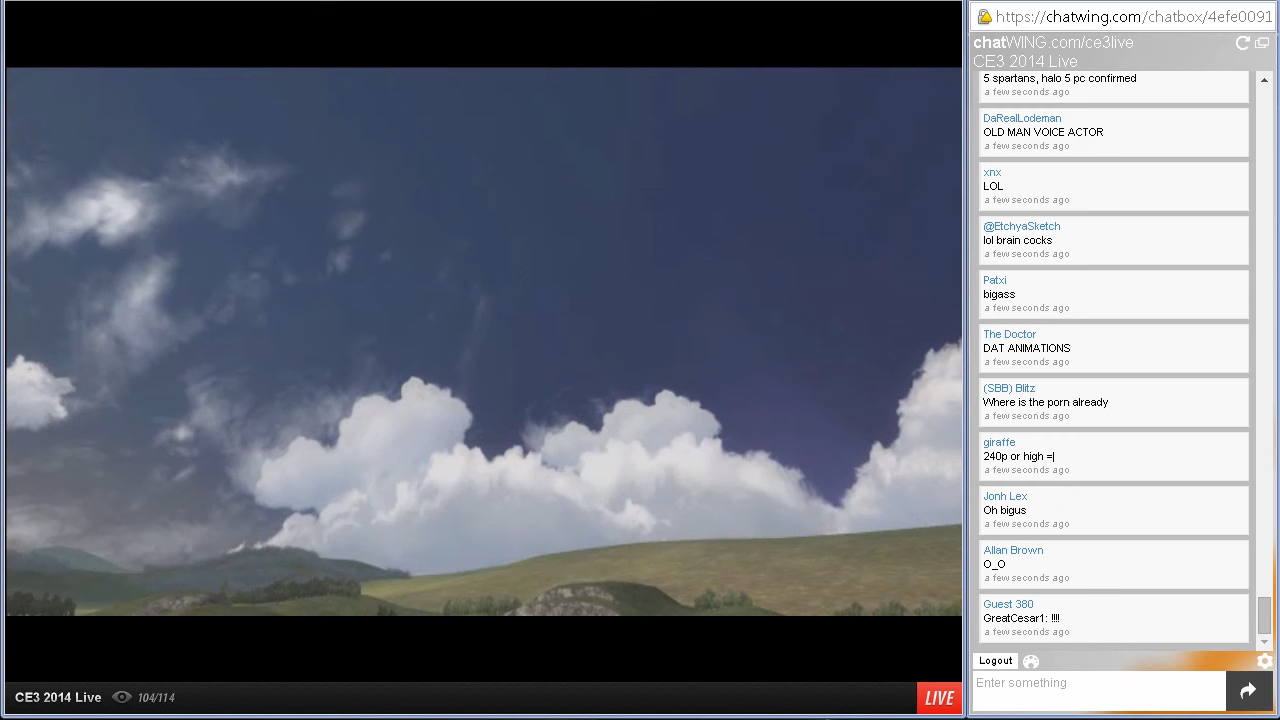 CE3 2014 Live
104/114
LIVE
https://chatwing.com/chatbox/4efe0091
chatWING.com/ce3live
CE3 2014 Live
5 spartans, halo 5 pc confirmed
a few seconds ago
DaRealLodeman
OLD MAN VOICE ACTOR
a few seconds ago
xnx
LOL
a few seconds ago
@EtchyaSketch
lol brain cocks
a few seconds ago
Patxi
bigass
a few seconds ago
The Doctor
DAT ANIMATIONS
a few seconds ago
(SBB) Blitz
Where is the porn already
a few seconds ago
giraffe
240p or high =|
a few seconds ago
Jonh Lex
Oh bigus
a few seconds ago
Allan Brown
O_O
a few seconds ago
Guest 380
GreatCesar1: !!!!
a few seconds ago
Logout
Enter something